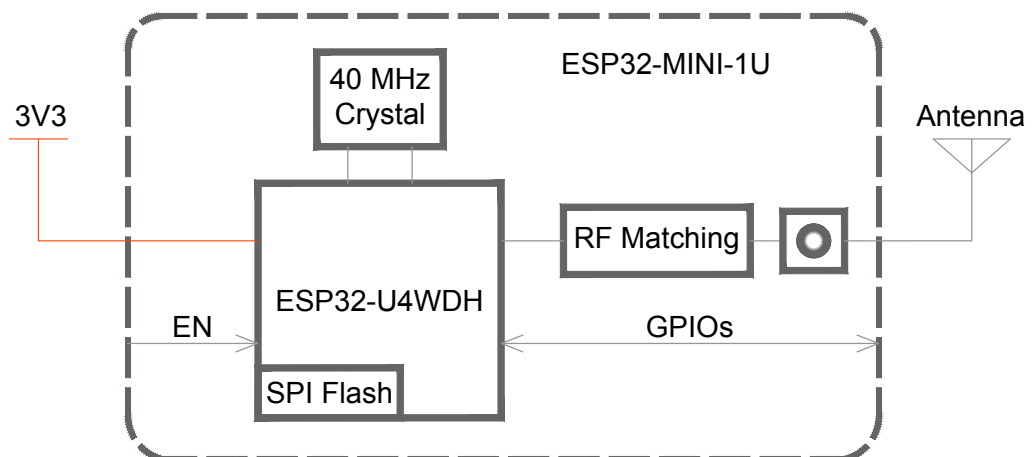 ESP32-MINI-1U
40 MHz
Crystal
3V3
Antenna
RF Matching
ESP32-U4WDH
EN
GPIOs
SPI Flash